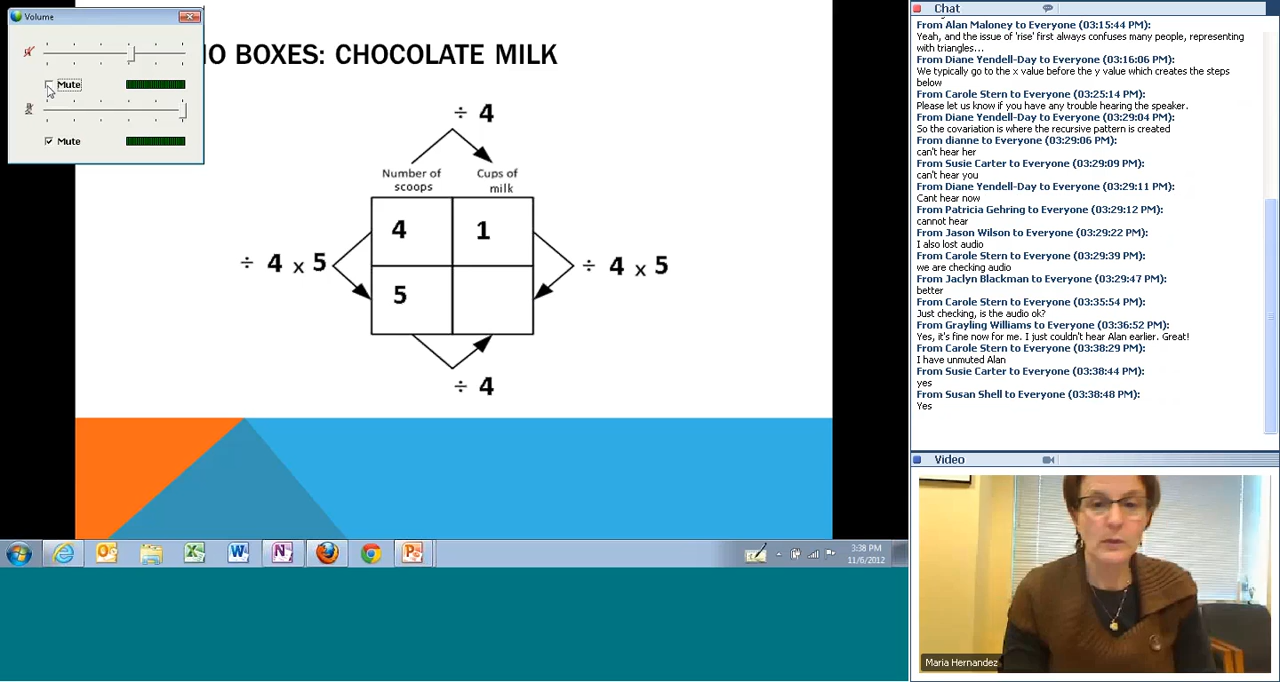 Volume
Mute
Mute
IO BOXES: CHOCOLATE MILK
÷ 4
Number of scoops
Cups of milk
4 1
÷ 4 x 5
÷ 4 x 5
5
÷ 4
3:38 PM
11/6/2012
Chat
From Alan Maloney to Everyone (03:15:44 PM):
Yeah, and the issue of 'rise' first always confuses many people, representing
with triangles...
From Diane Yendell-Day to Everyone (03:16:06 PM):
We typically go to the x value before the y value which creates the steps
below
From Carole Stern to Everyone (03:25:14 PM):
Please let us know if you have any trouble hearing the speaker.
From Diane Yendell-Day to Everyone (03:29:04 PM):
So the covariation is where the recursive pattern is created
From dianne to Everyone (03:29:06 PM):
can't hear her
From Susie Carter to Everyone (03:29:09 PM):
can't hear you
From Diane Yendell-Day to Everyone (03:29:11 PM):
Cant hear now
From Patricia Gehring to Everyone (03:29:12 PM):
cannot hear
From Jason Wilson to Everyone (03:29:22 PM):
I also lost audio
From Carole Stern to Everyone (03:29:39 PM):
we are checking audio
From Jaclyn Blackman to Everyone (03:29:47 PM):
better
From Carole Stern to Everyone (03:35:54 PM):
Just checking, is the audio ok?
From Grayling Williams to Everyone (03:36:52 PM):
Yes, it's fine now for me. I just couldn't hear Alan earlier. Great!
From Carole Stern to Everyone (03:38:29 PM):
I have unmuted Alan
From Susie Carter to Everyone (03:38:44 PM):
yes
From Susan Shell to Everyone (03:38:48 PM):
Yes
Video
Maria Hernandez